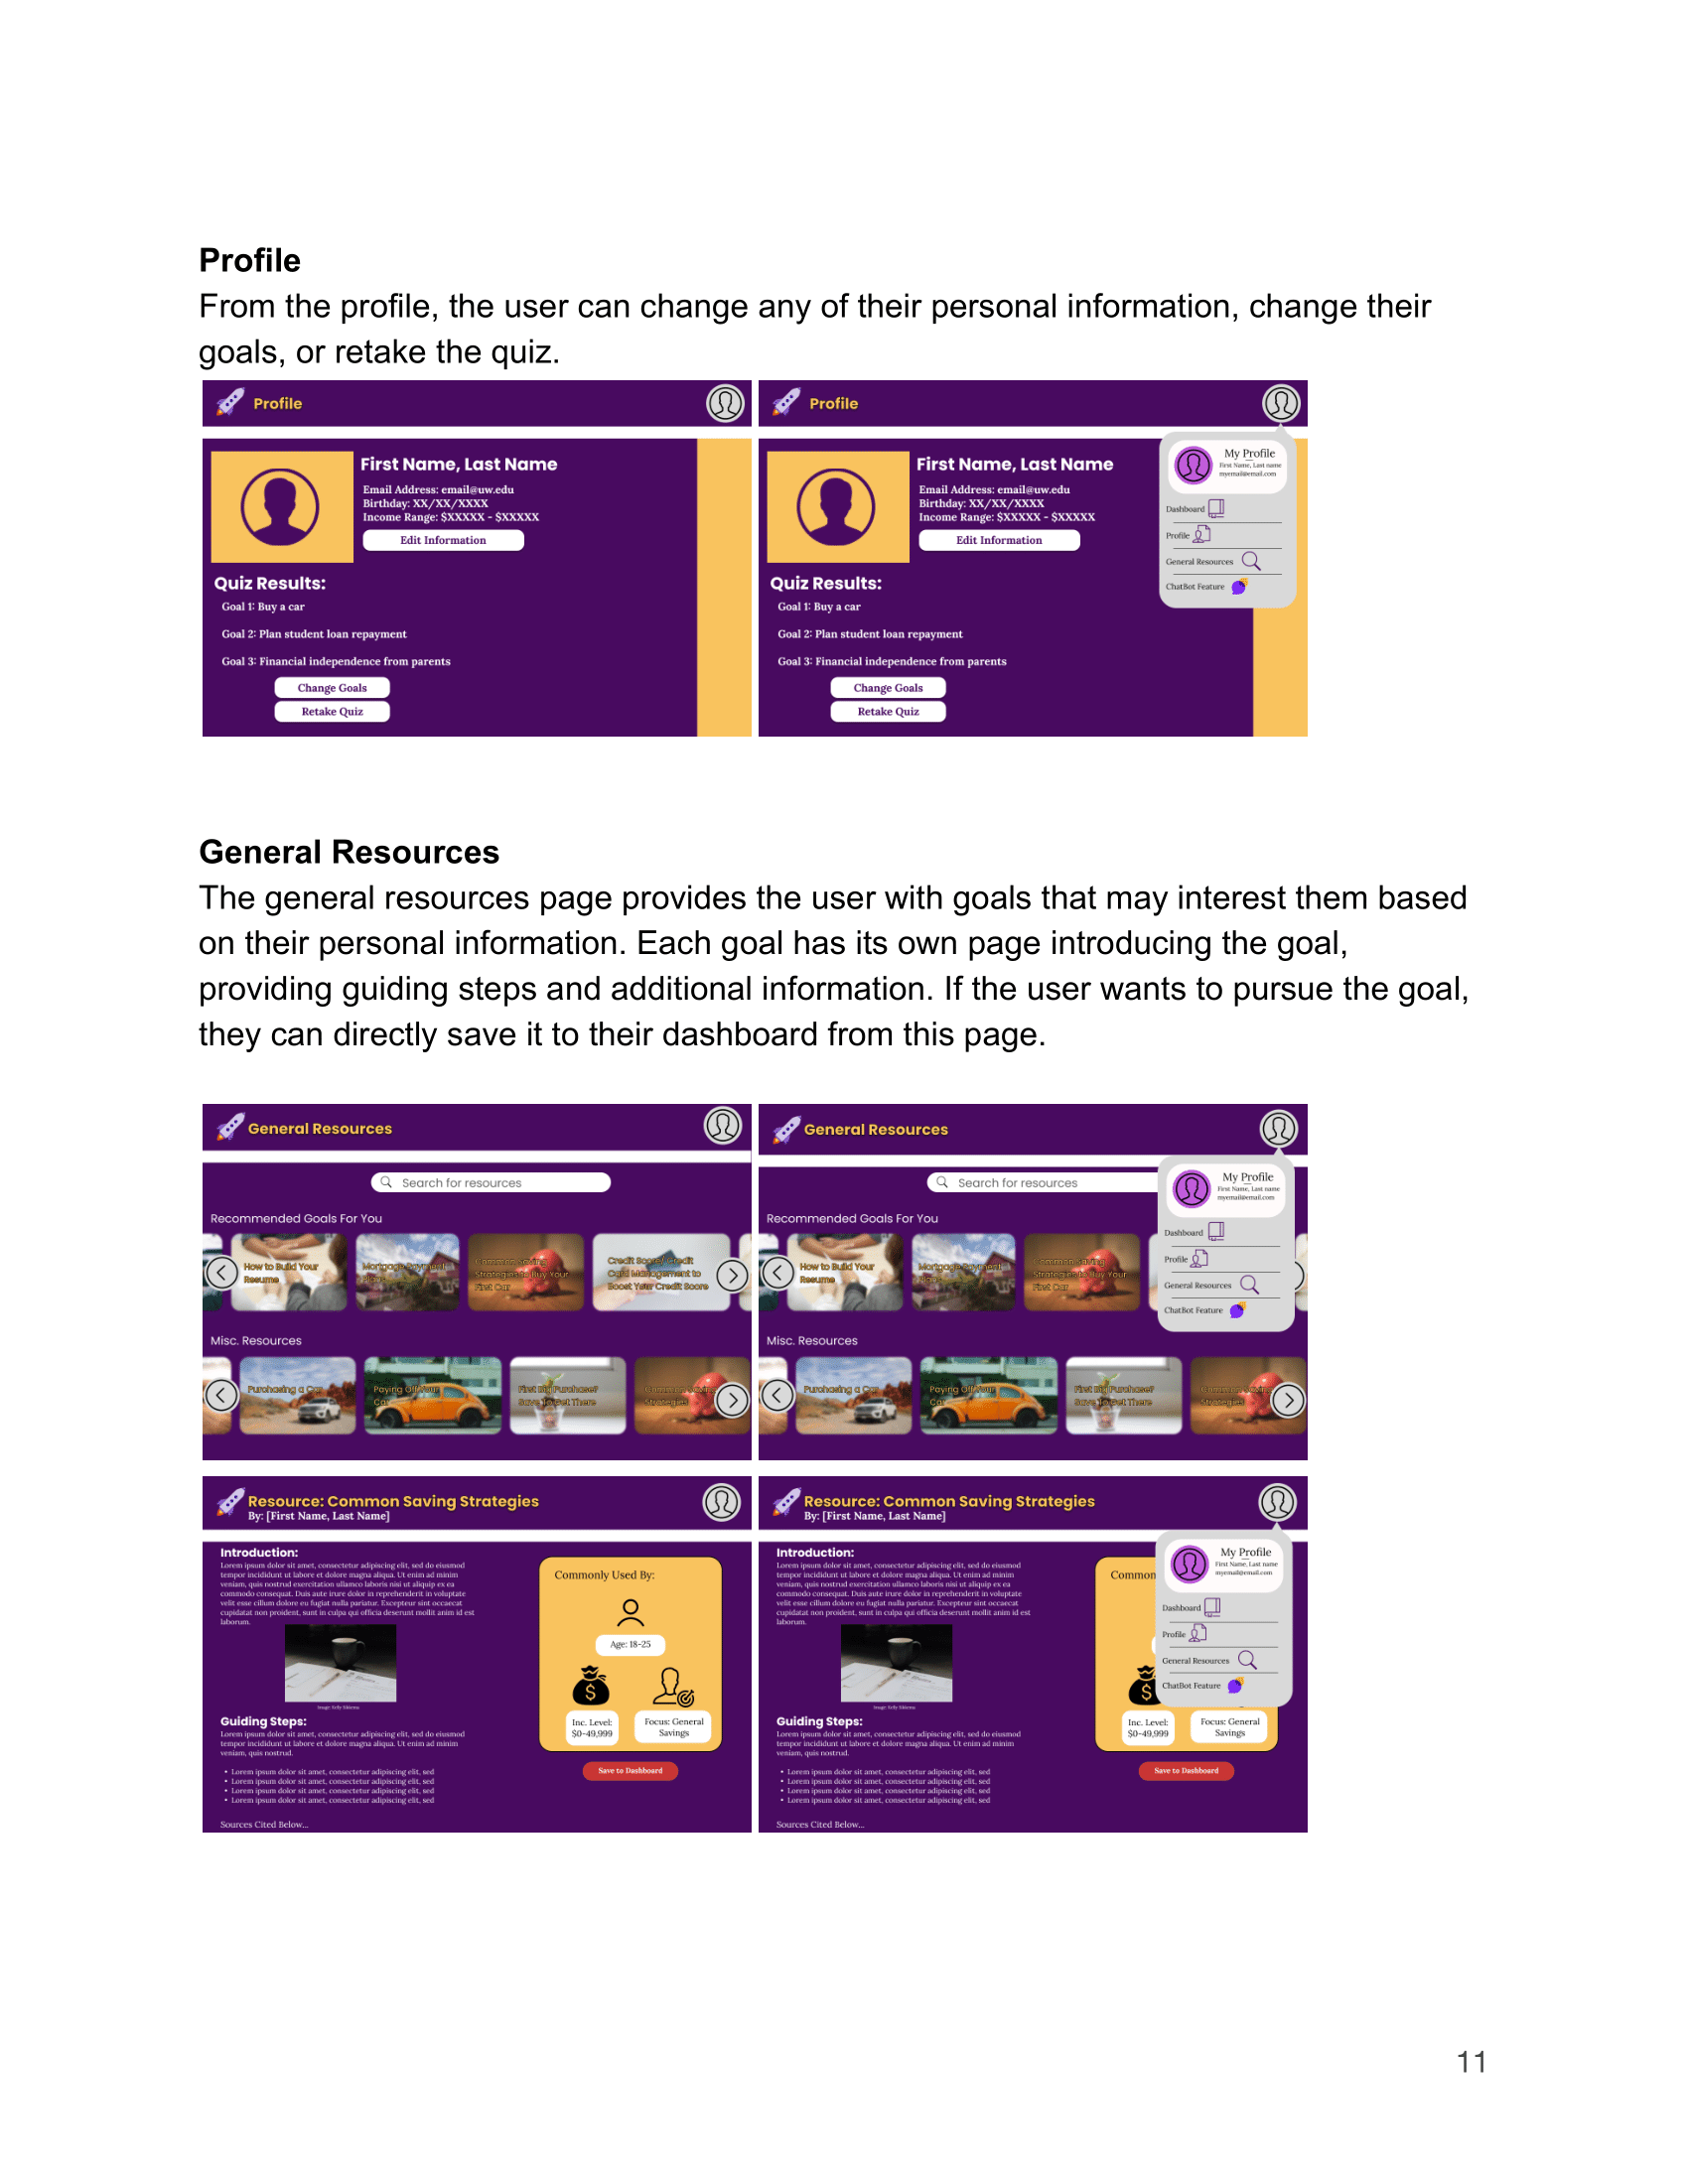 Profile
From the profile, the user can change any of their personal information, change their
goals, or retake the quiz.
Profile
First Name, Last Name
Email Address: email@uw.edu
Birthday: XX/XX/XXXX
Income Range: $XXXXX - $XXXXX
Edit Information
Quiz Results:
Goal 1: Buy a car
Goal 2: Plan student loan repayment
Goal 3: Financial independence from parents
Change Goals
Retake Quiz
Profile
First Name, Last Name
Email Address: email@uw.edu
Birthday: XX/XX/XXXX
Income Range: $XXXXX - $XXXXX
Edit Information
Quiz Results:
Goal 1: Buy a car
Goal 2: Plan student loan repayment
Goal 3: Financial independence from parents
Change Goals
Retake Quiz
My Profile
First Name, Last name
myemail@email.com
Dashboard
Profile
General Resources
ChatBot Feature
General Resources
The general resources page provides the user with goals that may interest them based
on their personal information. Each goal has its own page introducing the goal,
providing guiding steps and additional information. If the user wants to pursue the goal,
they can directly save it to their dashboard from this page.
General Resources
Search for resources
Recommended Goals For You
How to Build Your
Resume
Mortgage Payment
Common Saving
Strategies to Buy Your
First Car
Credit Score? Credit
Card Management to
Boost Your Credit Score
Misc. Resources
Purchasing a Car
Paying Off Your
Car
First Big Purchase?
Save To Get There
Common Saving
Strategies
General Resources
Search for resources
Recommended Goals For You
How to Build Your
Resume
Mortgage Payment
Common Saving
Strategies to Buy Your
First Car
Misc. Resources
Purchasing a Car
Paying Off Your
Car
First Big Purchase?
Save To Get There
Common Saving
Strategies
My Profile
First Name, Last name
myemail@email.com
Dashboard
Profile
General Resources
ChatBot Feature
Resource: Common Saving Strategies
By: [First Name, Last Name]
Introduction:
Lorem ipsum dolor sit amet, consectetur adipiscing elit, sed do eiusmod
tempor incididunt ut labore et dolore magna aliqua. Ut enim ad minim
veniam, quis nostrud exercitation ullamco laboris nisi ut aliquip ex ea
commodo consequat. Duis aute irure dolor in reprehenderit in voluptate
velit esse cillum dolore eu fugiat nulla pariatur. Excepteur sint occaecat
cupidatat non proident, sunt in culpa qui officia deserunt mollit anim id est
laborum.
Guiding Steps:
Lorem ipsum dolor sit amet, consectetur adipiscing elit, sed do eiusmod
tempor incididunt ut labore et dolore magna aliqua. Ut enim ad minim
veniam, quis nostrud.
• Lorem ipsum dolor sit amet, consectetur adipiscing elit, sed
• Lorem ipsum dolor sit amet, consectetur adipiscing elit, sed
• Lorem ipsum dolor sit amet, consectetur adipiscing elit, sed
• Lorem ipsum dolor sit amet, consectetur adipiscing elit, sed
Sources Cited Below...
Commonly Used By:
Age: 18-25
Inc. Level:
$0-49,999
Focus: General
Savings
Save to Dashboard
Resource: Common Saving Strategies
By: [First Name, Last Name]
Introduction:
Lorem ipsum dolor sit amet, consectetur adipiscing elit, sed do eiusmod
tempor incididunt ut labore et dolore magna aliqua. Ut enim ad minim
veniam, quis nostrud exercitation ullamco laboris nisi ut aliquip ex ea
commodo consequat. Duis aute irure dolor in reprehenderit in voluptate
velit esse cillum dolore eu fugiat nulla pariatur. Excepteur sint occaecat
cupidatat non proident, sunt in culpa qui officia deserunt mollit anim id est
laborum.
Guiding Steps:
Lorem ipsum dolor sit amet, consectetur adipiscing elit, sed do eiusmod
tempor incididunt ut labore et dolore magna aliqua. Ut enim ad minim
veniam, quis nostrud.
• Lorem ipsum dolor sit amet, consectetur adipiscing elit, sed
• Lorem ipsum dolor sit amet, consectetur adipiscing elit, sed
• Lorem ipsum dolor sit amet, consectetur adipiscing elit, sed
• Lorem ipsum dolor sit amet, consectetur adipiscing elit, sed
Sources Cited Below...
Common
Inc. Level:
$0-49,999
Focus: General
Savings
Save to Dashboard
My Profile
First Name, Last name
myemail@email.com
Dashboard
Profile
General Resources
ChatBot Feature
11